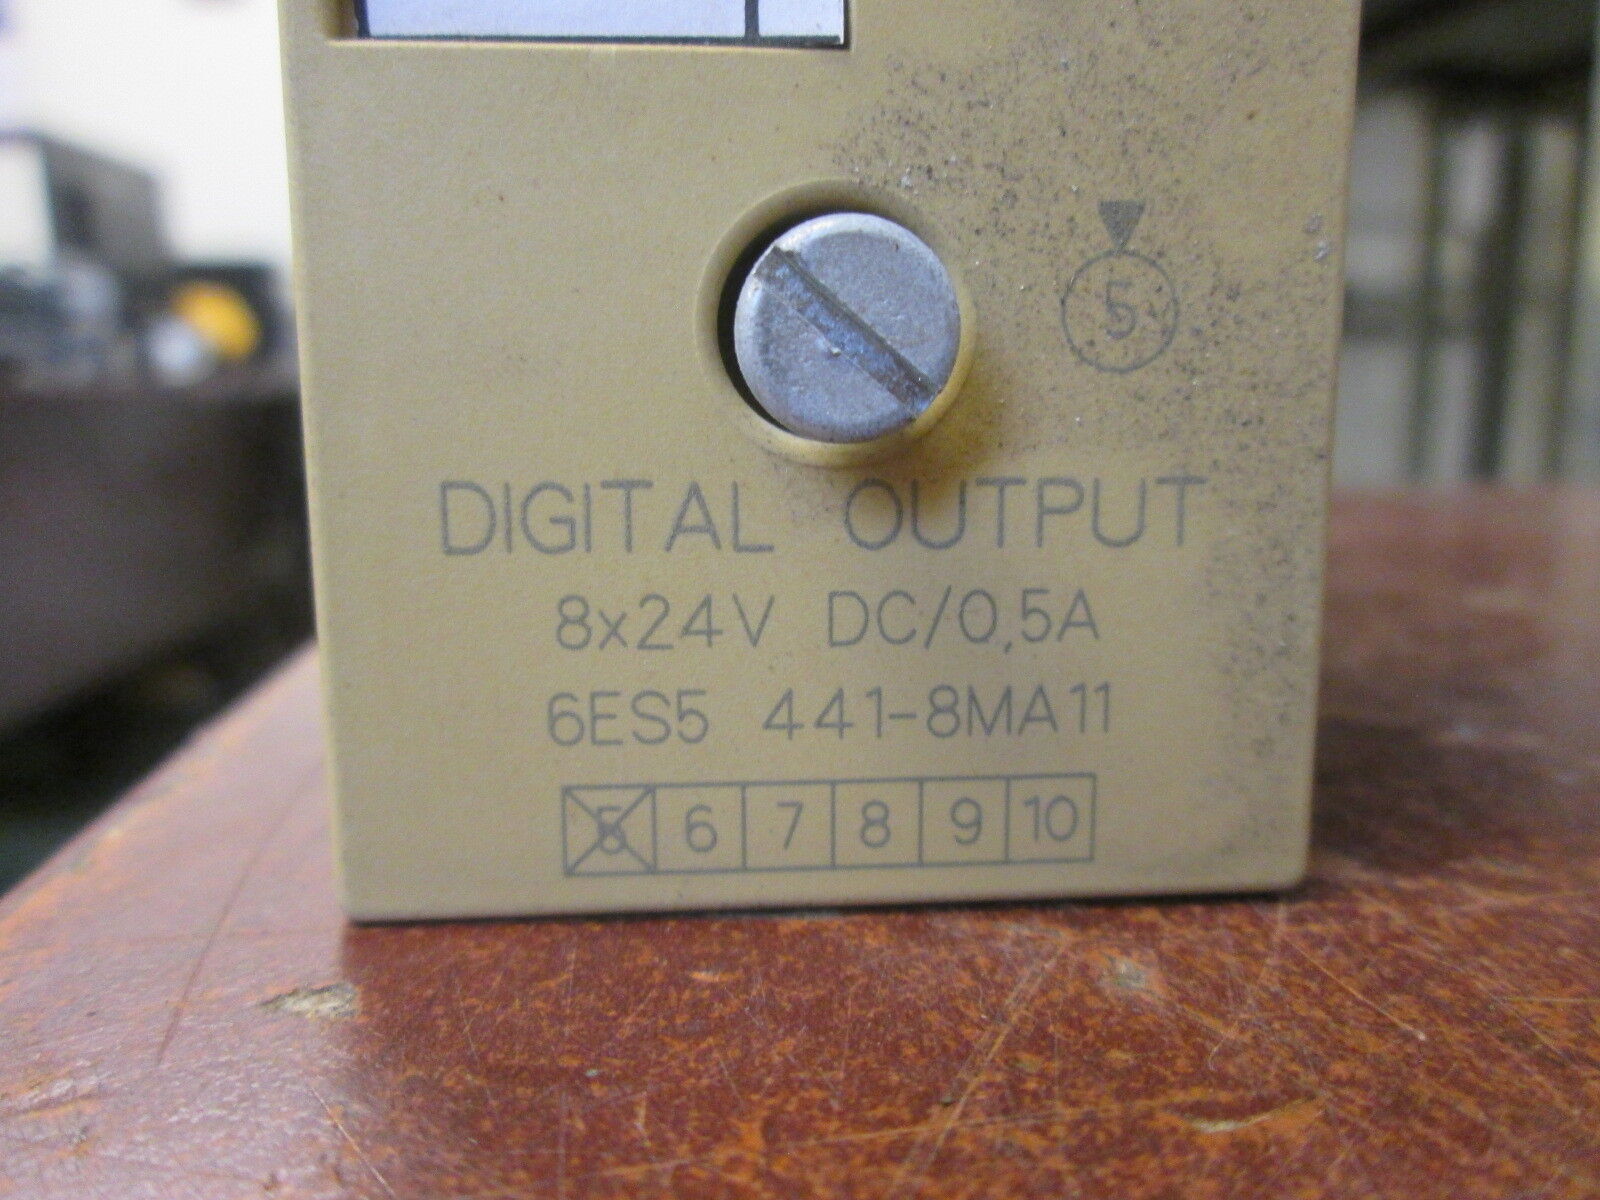 5
DIGITAL OUTPUT
8x24V DC/0,5A
6ES5 441-8MA11
5 6 7 8 9 10